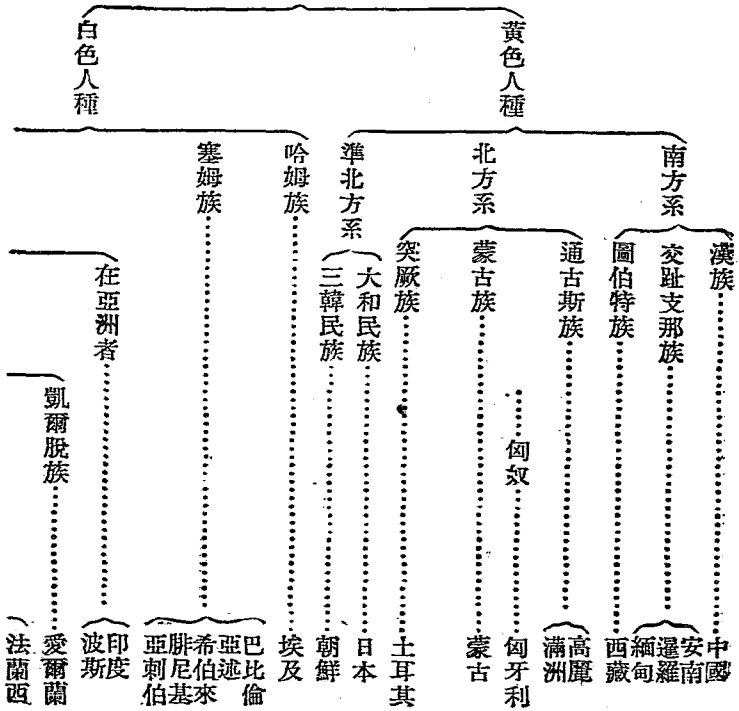 黃色人種
白色人種
南方系
北方系
準北方系
哈姆族
塞姆族
漢族
交趾支那族
圖伯特族
通古斯族
蒙古族
突厥族
大和民族
三韓民族
在亞洲者
匈奴
凱爾脫族
中國
安南
暹羅
緬甸
西藏
高麗
滿洲
匈牙利
蒙古
土耳其
日本
朝鮮
埃及
巴比倫
亞述
希伯來
腓尼基
亞剌伯
印度
波斯
愛爾蘭
法蘭西